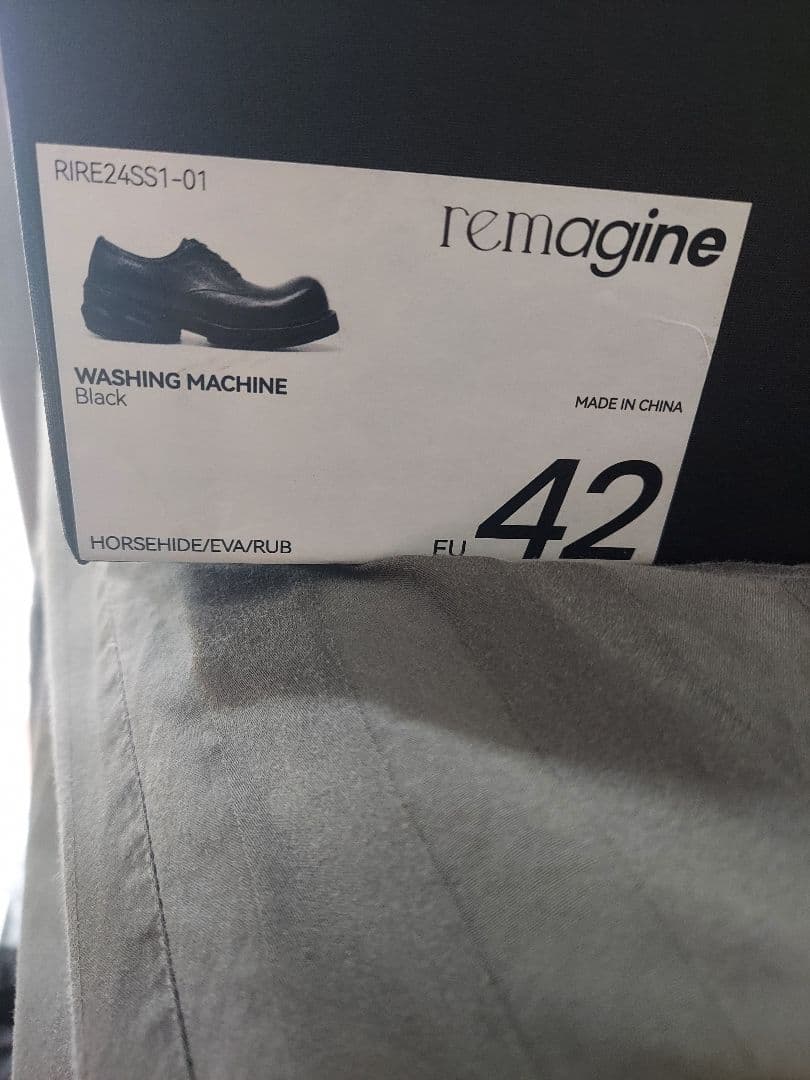 RIRE24SS1-01
remagine
WASHING MACHINE
Black
MADE IN CHINA
HORSEHIDE/EVA/RUB
EU 42